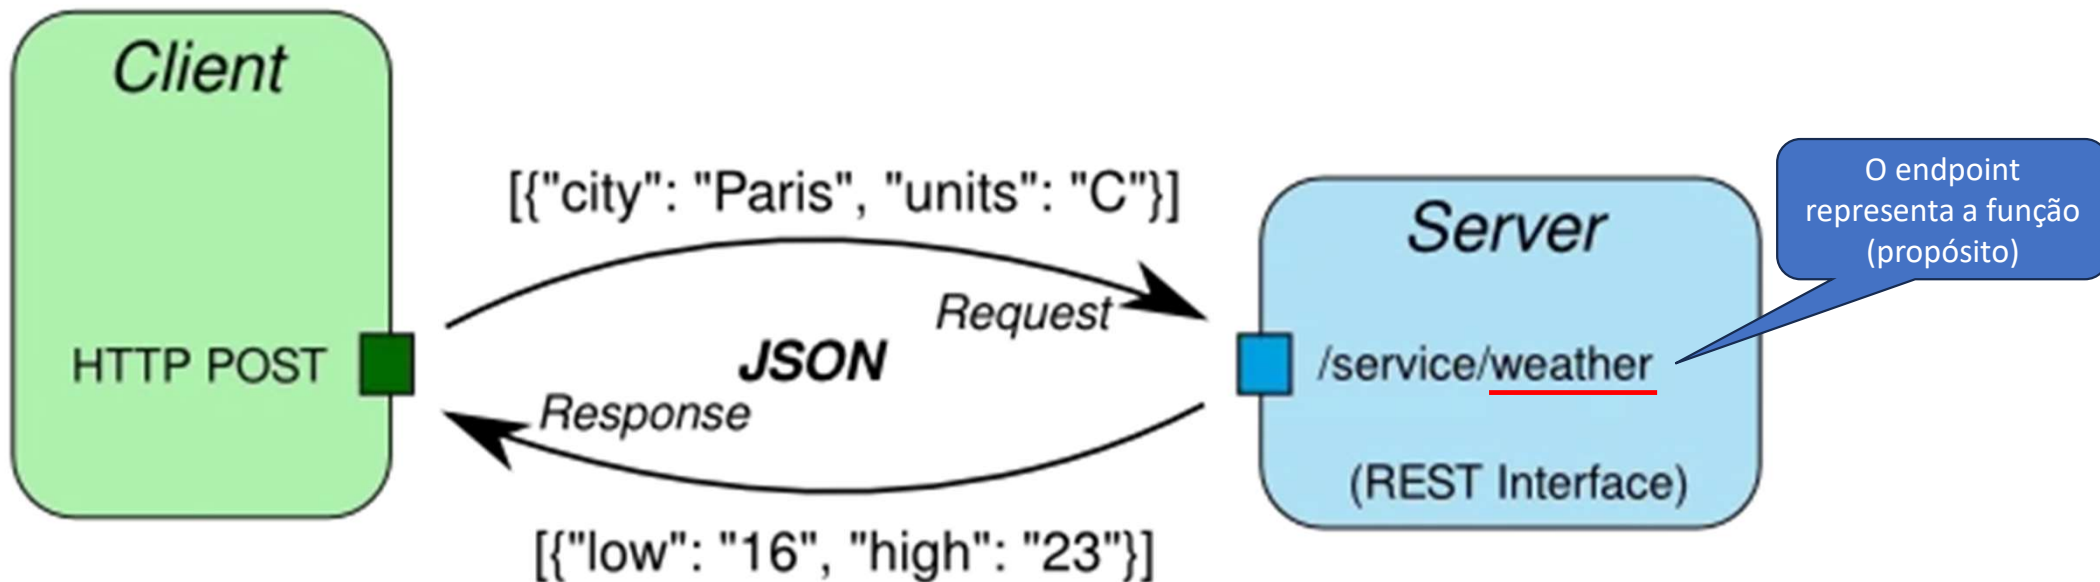 Client
HTTP POST
[{"city": "Paris", "units": "C"}]
Request
JSON
Response
[{"low": "16", "high": "23"}]
Server
/service/weather
(REST Interface)
O endpoint
representa a função
(propósito)